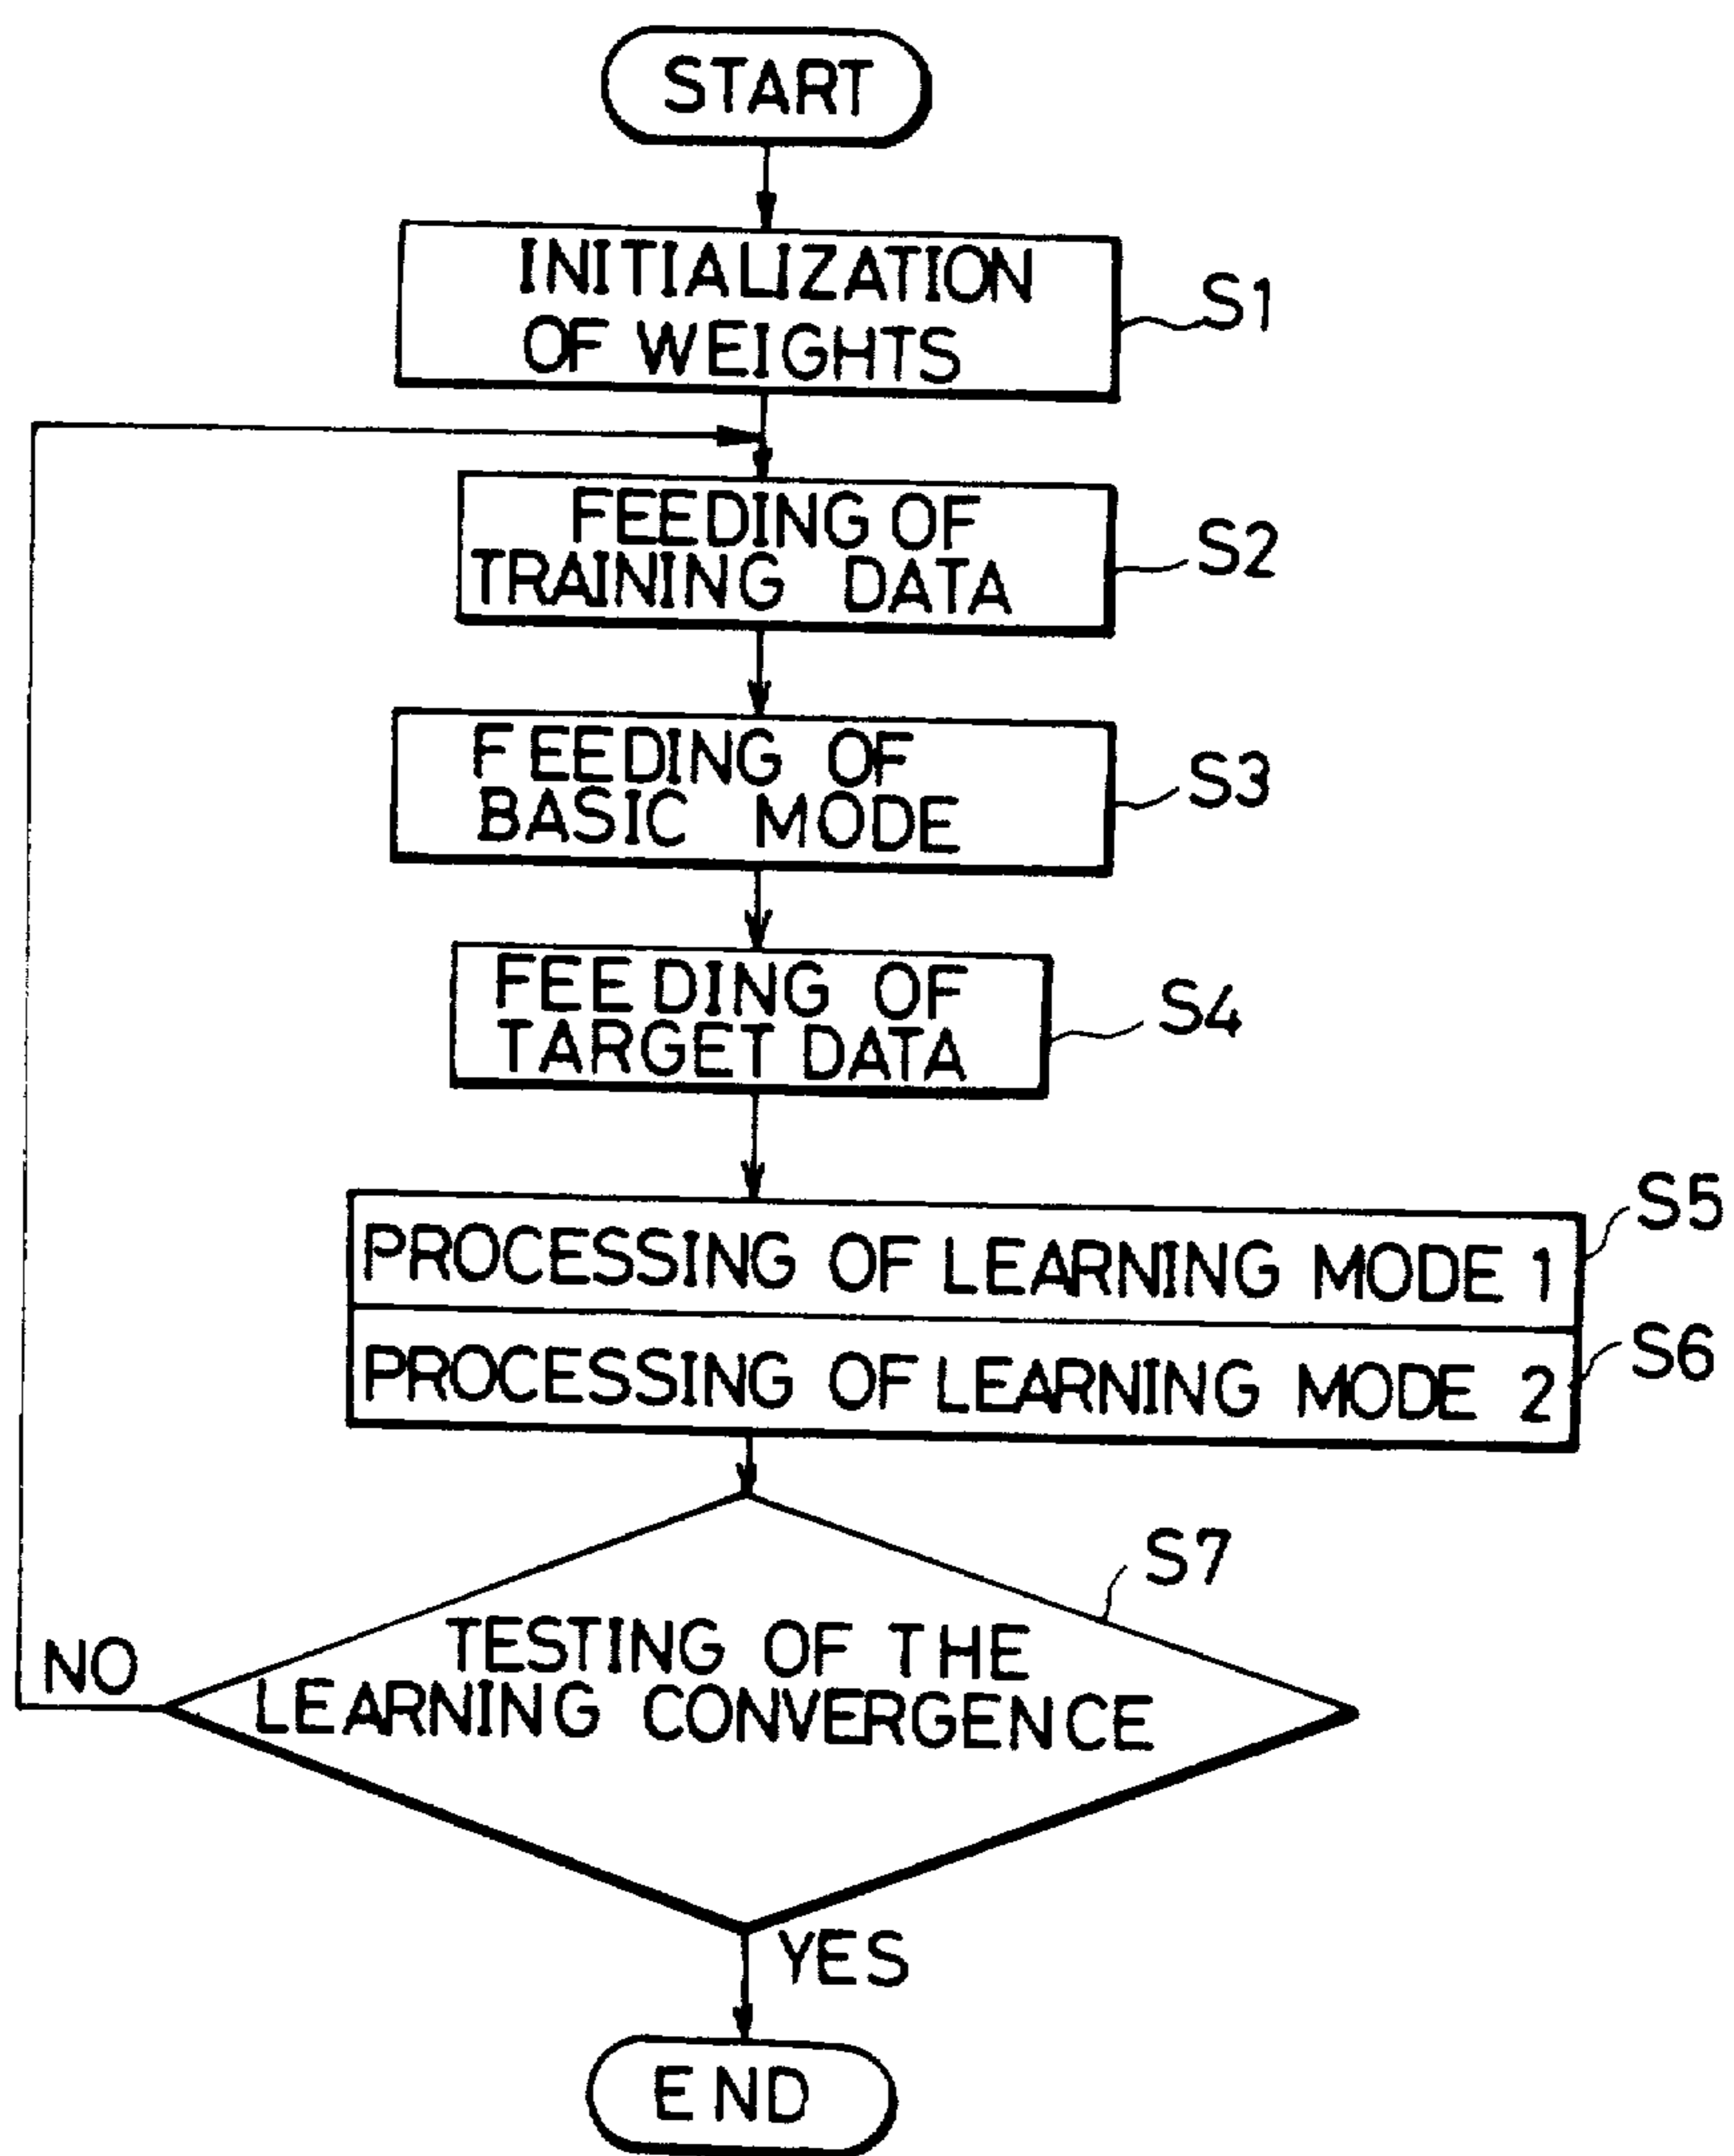 START
INITIALIZATION
OF WEIGHTS
S1
FEEDING OF
TRAINING DATA
S2
FEEDING OF
BASIC MODE
S3
FEEDING OF
TARGET DATA
S4
PROCESSING OF LEARNING MODE 1
S5
PROCESSING OF LEARNING MODE 2
S6
S7
TESTING OF THE
LEARNING CONVERGENCE
NO
YES
END